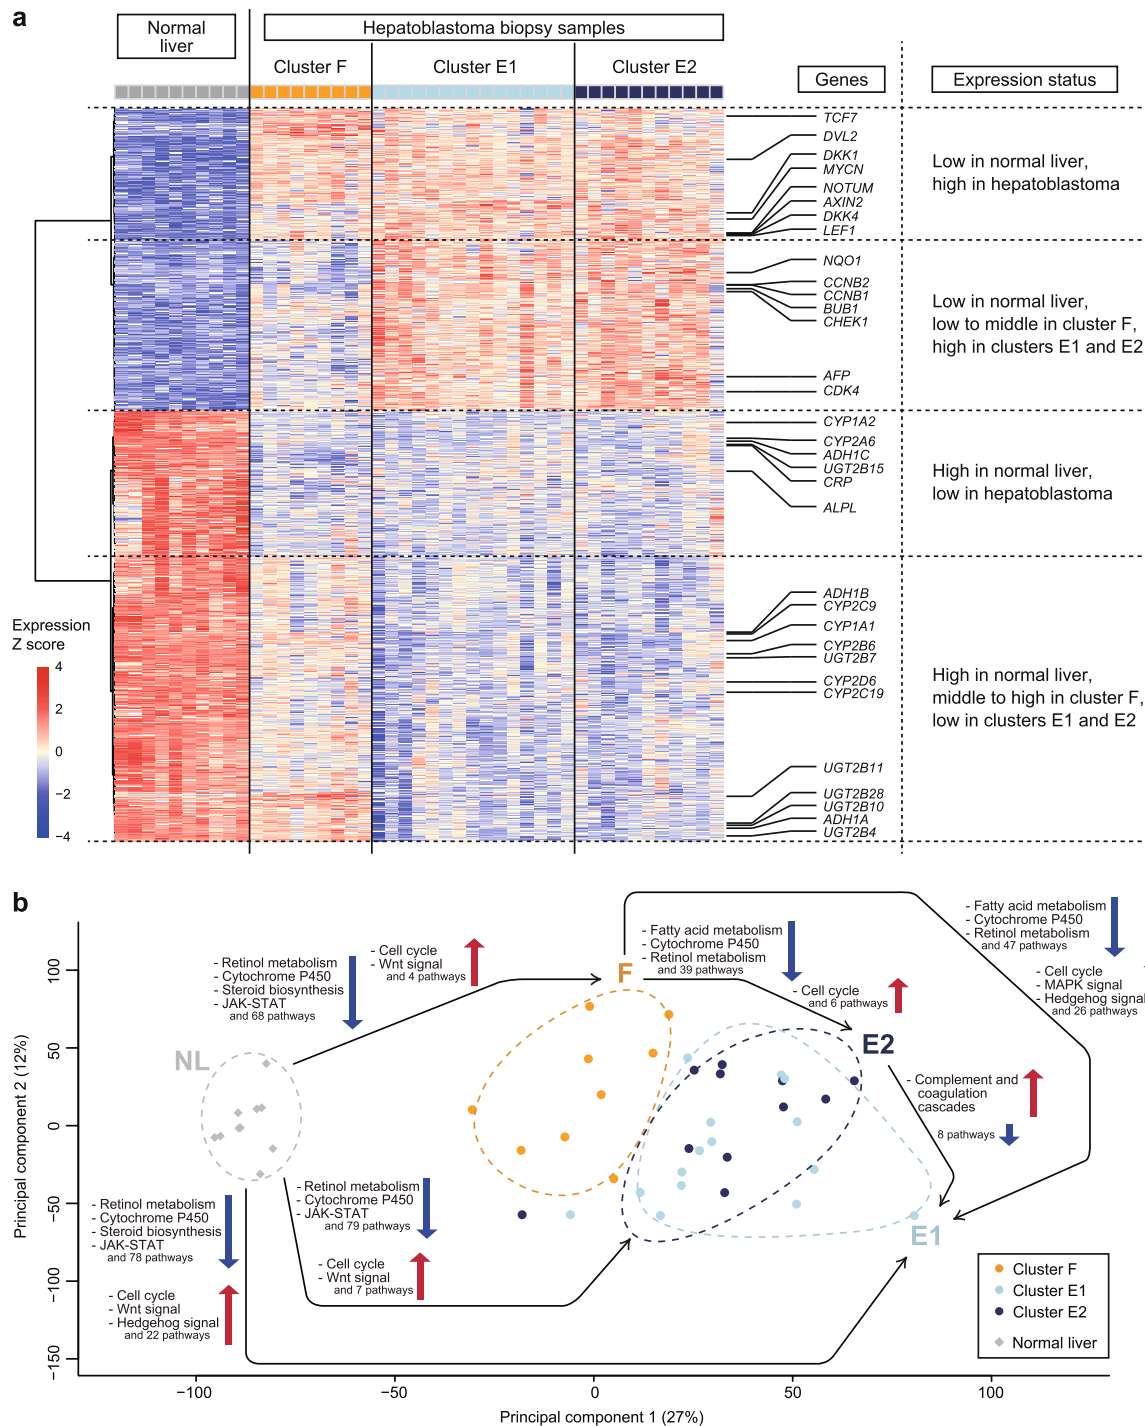 a
Normal
liver
Hepatoblastoma biopsy samples
Cluster F
Cluster E1
Cluster E2
Genes
Expression status
TCF7
DVL2
DKK1
MYCN
NOTUM
AXIN2
DKK4
LEF1
Low in normal liver,
high in hepatoblastoma
NQO1
CCNB2
CCNB1
BUB1
CHEK1
AFP
CDK4
Low in normal liver,
low to middle in cluster F,
high in clusters E1 and E2
CYP1A2
CYP2A6
ADH1C
UGT2B15
CRP
ALPL
High in normal liver,
low in hepatoblastoma
ADH1B
CYP2C9
CYP1A1
CYP2B6
UGT2B7
CYP2D6
CYP2C19
UGT2B11
UGT2B28
UGT2B10
ADH1A
UGT2B4
High in normal liver,
middle to high in cluster F,
low in clusters E1 and E2
Expression
Z score
4
2
0
−2
−4
b
- Retinol metabolism
- Cytochrome P450
- Steroid biosynthesis
- JAK-STAT
and 68 pathways
- Cell cycle
- Wnt signal
and 4 pathways
F
- Fatty acid metabolism
- Cytochrome P450
- Retinol metabolism
and 39 pathways
- Cell cycle
and 6 pathways
- Fatty acid metabolism
- Cytochrome P450
- Retinol metabolism
and 47 pathways
- Cell cycle
- MAPK signal
- Hedgehog signal
and 26 pathways
NL
E2
- Complement and
coagulation
cascades
8 pathways
- Retinol metabolism
- Cytochrome P450
- JAK-STAT
and 79 pathways
- Cell cycle
- Wnt signal
and 7 pathways
- Retinol metabolism
- Cytochrome P450
- Steroid biosynthesis
- JAK-STAT
and 78 pathways
- Cell cycle
- Wnt signal
- Hedgehog signal
and 22 pathways
E1
Cluster F
Cluster E1
Cluster E2
Normal liver
Principal component 2 (12%)
100
50
0
−50
−100
−150
−100
−50
0
50
100
Principal component 1 (27%)